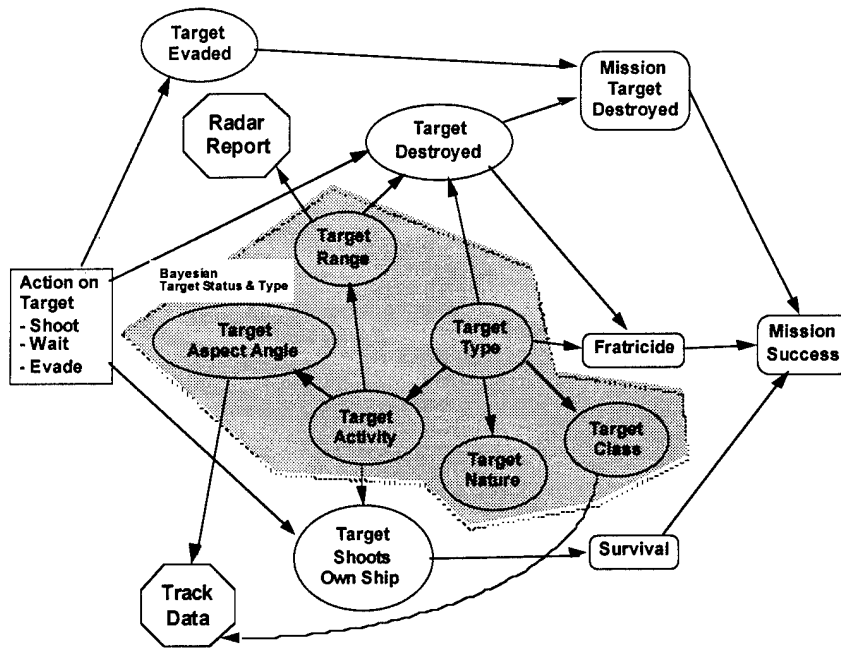 Target
Evaded
Mission
Target
Destroyed
Radar
Report
Target
Destroyed
Target
Range
Bayesian
Target Status & Type
Action on
Target
- Shoot
- Wait
- Evade
Target
Aspect Angle
Target
Type
Fratricide
Mission
Success
Target
Activity
Target
Nature
Target
Class
Target
Shoots
Own Ship
Survival
Track
Data